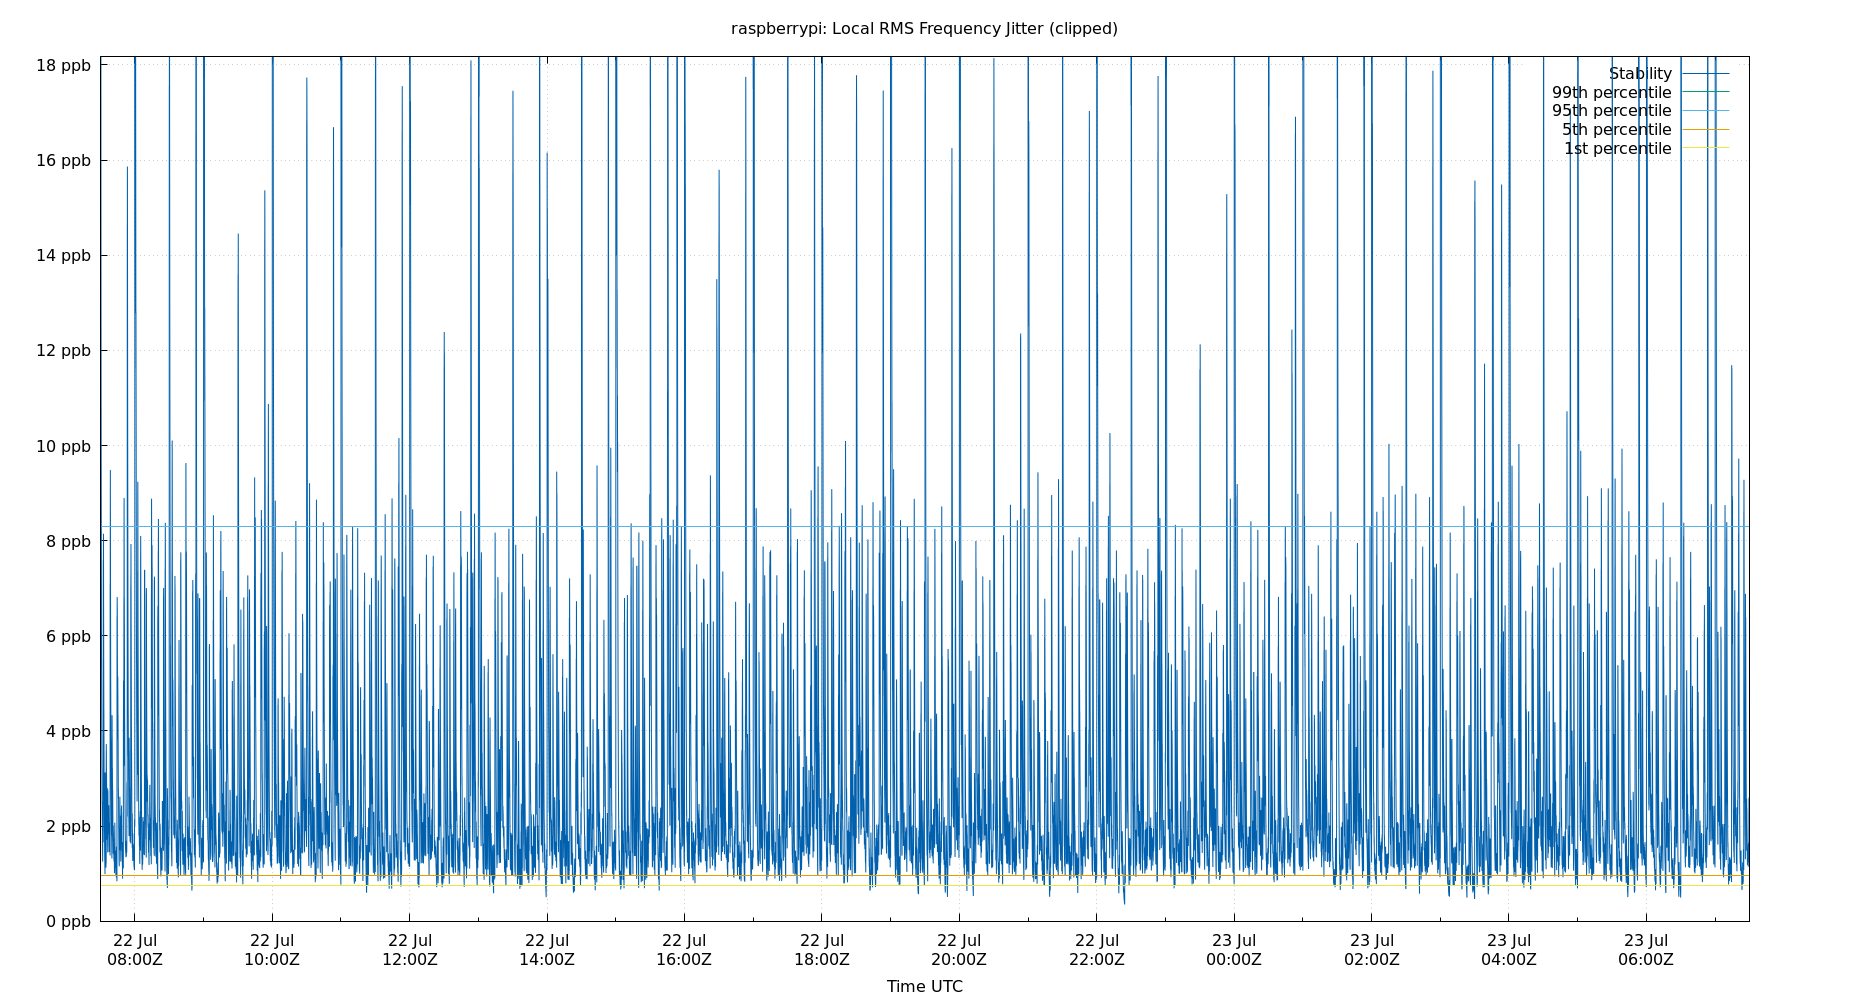 raspberrypi: Local RMS Frequency Jitter (clipped)
18 ppb
Stability
99th percentile
95th percentile
5th percentile
1st percentile
16 ppb
14 ppb
12 ppb
10 ppb
8 ppb
6 ppb
4 ppb
2 ppb
0 ppb
22 Jul 22 Jul 22 Jul 22 Jul 22 Jul 22 Jul 22 Jul 22 Jul 23 Jul 23 Jul 23 Jul 23 Jul
08:00Z 10:00Z 12:00Z 14:00Z 16:00Z 18:00Z 20:00Z 22:00Z 00:00Z 02:00Z 04:00Z 06:00Z
Time UTC